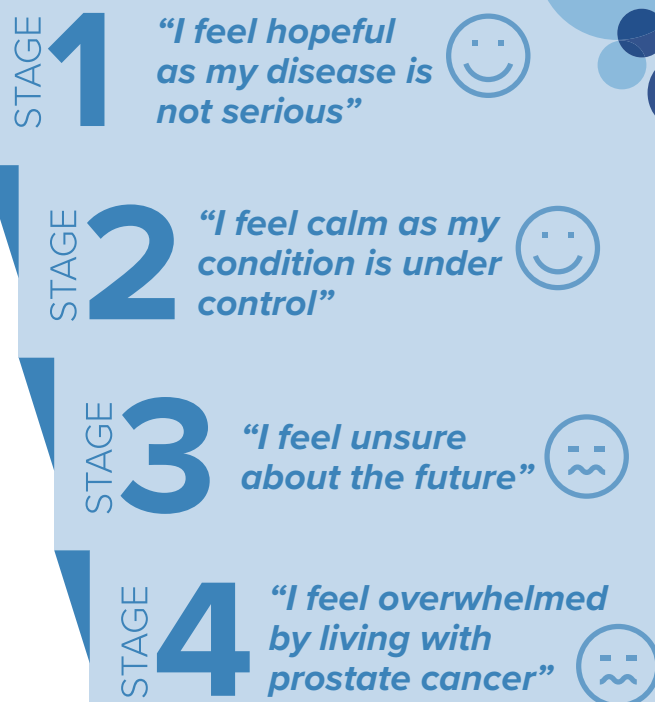 STAGE 1
“I feel hopeful
as my disease is
not serious”
STAGE 2
“I feel calm as my
condition is under
control”
STAGE 3
“I feel unsure
about the future”
STAGE 4
“I feel overwhelmed
by living with
prostate cancer”